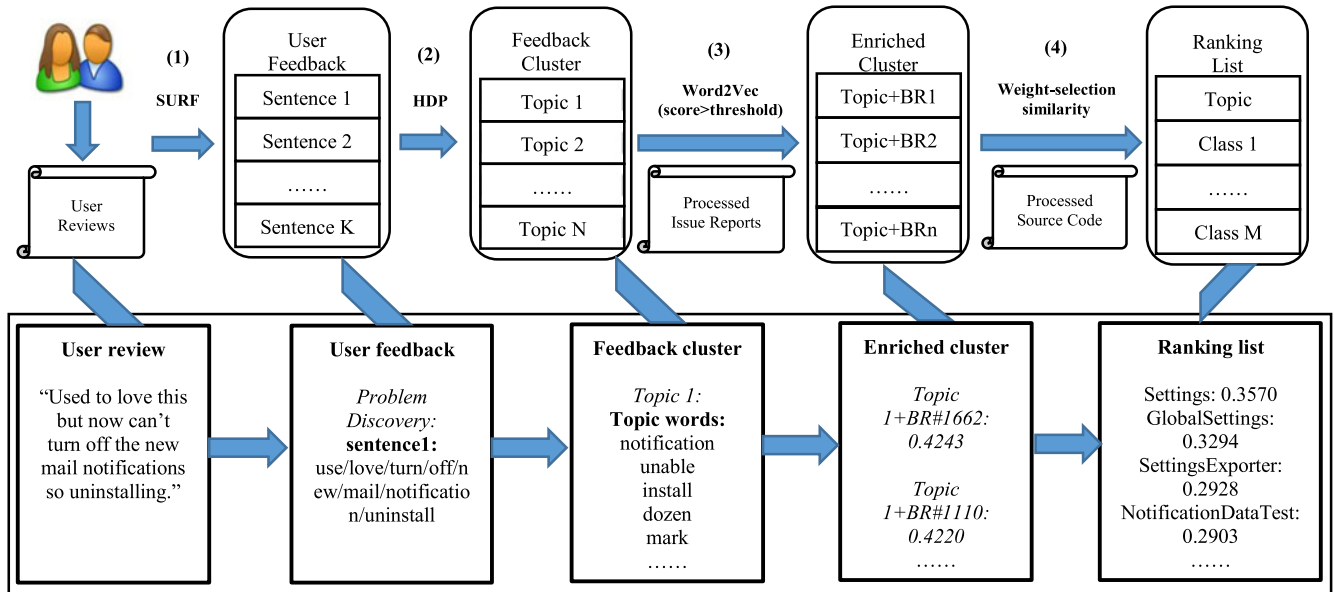 (1)
SURF
User
Reviews
User
Feedback
Sentence 1
Sentence 2
……
Sentence K
(2)
HDP
Feedback
Cluster
Topic 1
Topic 2
……
Topic N
(3)
Word2Vec
(score>threshold)
Processed
Issue Reports
Enriched
Cluster
Topic+BR1
Topic+BR2
……
Topic+BRn
(4)
Weight-selection
similarity
Processed
Source Code
Ranking
List
Topic
Class 1
……
Class M
User review
“Used to love this
but now can’t
turn off the new
mail notifications
so uninstalling.”
User feedback
Problem
Discovery:
sentence1:
use/love/turn/off/n
ew/mail/notificatio
n/uninstall
Feedback cluster
Topic 1:
Topic words:
notification
unable
install
dozen
mark
……
Enriched cluster
Topic
1+BR#1662:
0.4243
Topic
1+BR#1110:
0.4220
……
Ranking list
Settings: 0.3570
GlobalSettings:
0.3294
SettingsExporter:
0.2928
NotificationDataTest:
0.2903
……